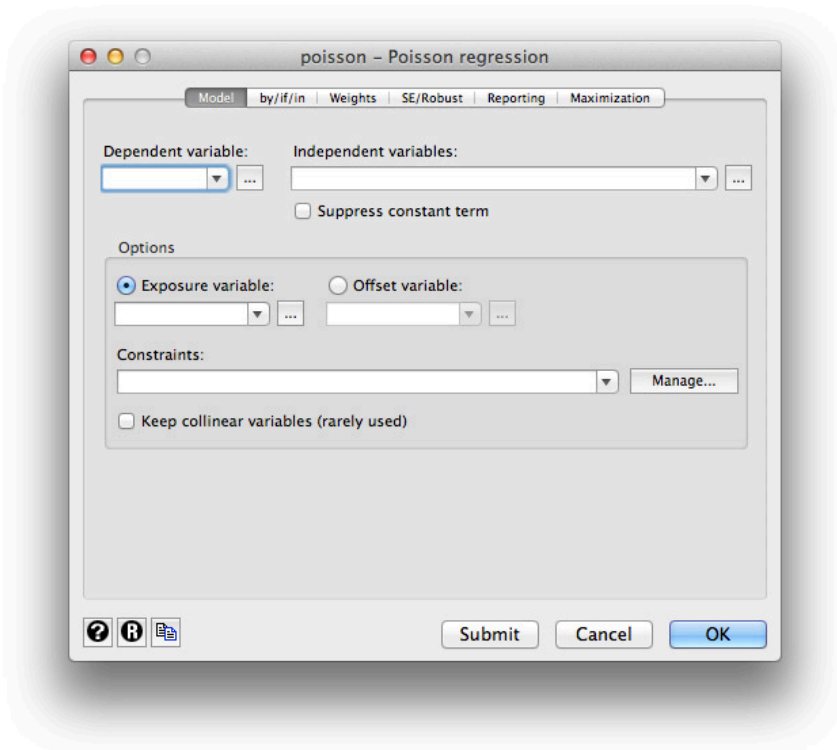 poisson – Poisson regression
Model by/if/in Weights SE/Robust Reporting Maximization
Dependent variable: Independent variables:
... ...
Suppress constant term
Options
Exposure variable: Offset variable:
... ...
Constraints:
Manage...
Keep collinear variables (rarely used)
? R Submit Cancel OK